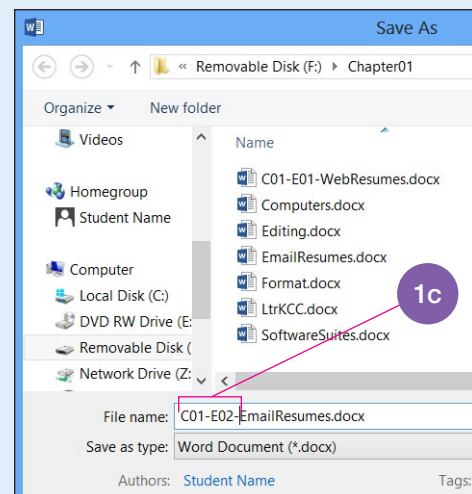 Save As
« Removable Disk (F:) Chapter01
Organize New folder
Videos
Homegroup
Student Name
Computer
Local Disk (C:)
DVD RW Drive (E:
Removable Disk (
Network Drive (Z:
Name
C01-E01-WebResumes.docx
Computers.docx
Editing.docx
EmailResumes.docx
Format.docx
LtrKCC.docx
SoftwareSuites.docx
1c
File name: C01-E02-EmailResumes.docx
Save as type: Word Document (*.docx)
Authors: Student Name Tags: